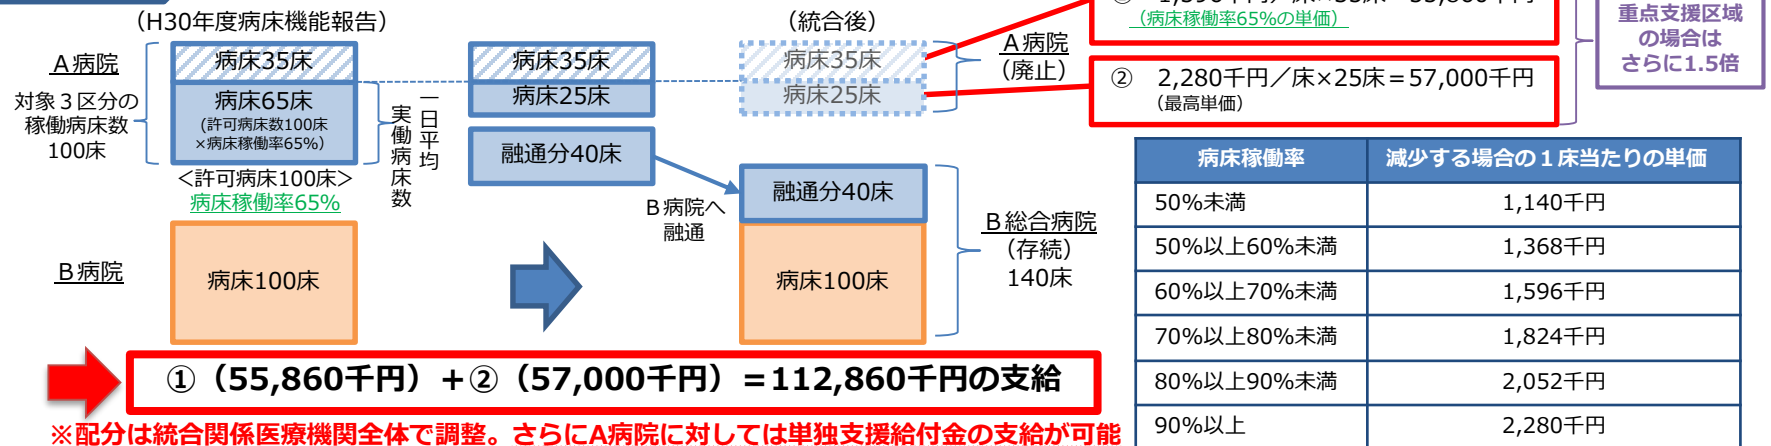 （H30年度病床機能報告）
Ａ病院
対象３区分の
稼働病床数
100床
病床35床
病床65床
(許可病床数100床
×病床稼働率65%)
一日平均
実働病床数
＜許可病床100床＞
病床稼働率65%
Ｂ病院
病床100床
病床35床
病床25床
融通分40床
Ｂ病院へ
融通
（統合後）
病床35床
病床25床
Ａ病院
（廃止）
融通分40床
病床100床
Ｂ総合病院
（存続）
140床
（病床稼働率65%の単価）
② 2,280千円／床×25床＝57,000千円
（最高単価）
重点支援区域
の場合は
さらに1.5倍
病床稼働率 減少する場合の１床当たりの単価
50%未満 1,140千円
50%以上60%未満 1,368千円
60%以上70%未満 1,596千円
70%以上80%未満 1,824千円
80%以上90%未満 2,052千円
90%以上 2,280千円
①（55,860千円）＋②（57,000千円）＝112,860千円の支給
※配分は統合関係医療機関全体で調整。さらにA病院に対しては単独支援給付金の支給が可能